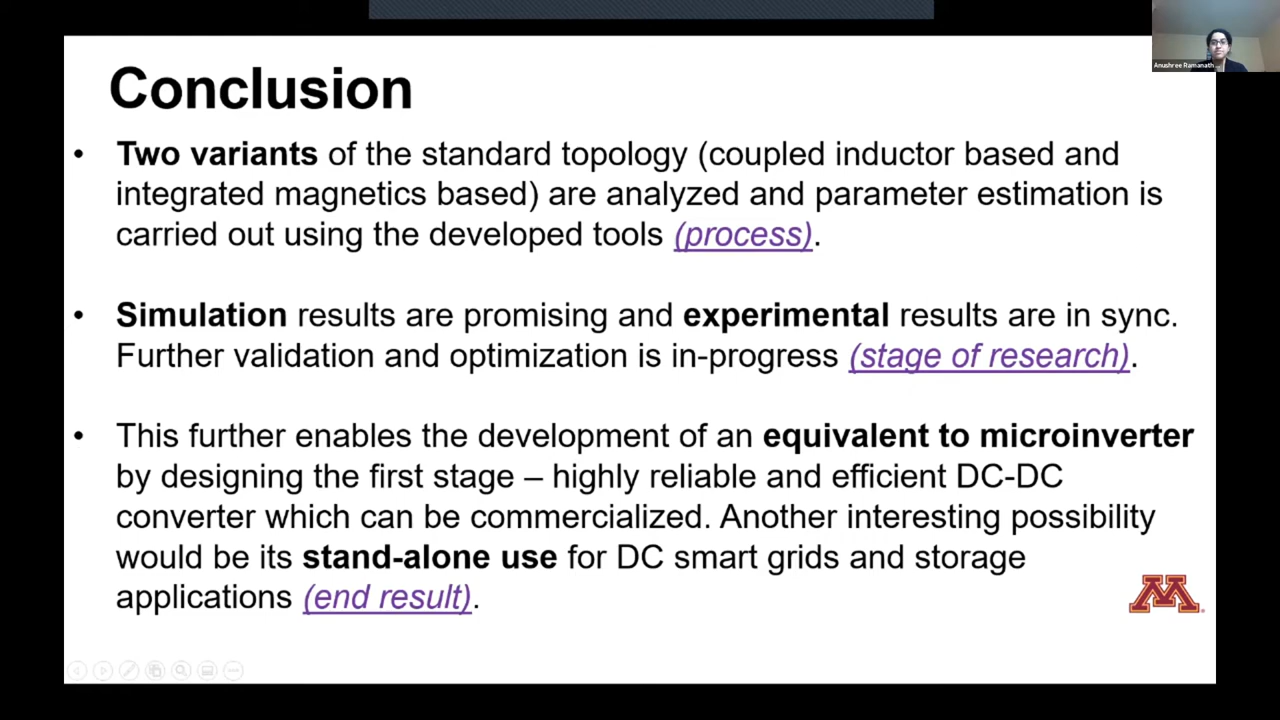 Conclusion
• Two variants of the standard topology (coupled inductor based and
integrated magnetics based) are analyzed and parameter estimation is
carried out using the developed tools (process).
• Simulation results are promising and experimental results are in sync.
Further validation and optimization is in-progress (stage of research).
• This further enables the development of an equivalent to microinverter
by designing the first stage – highly reliable and efficient DC-DC
converter which can be commercialized. Another interesting possibility
would be its stand-alone use for DC smart grids and storage
applications (end result).
M
Anushree Ramanath...